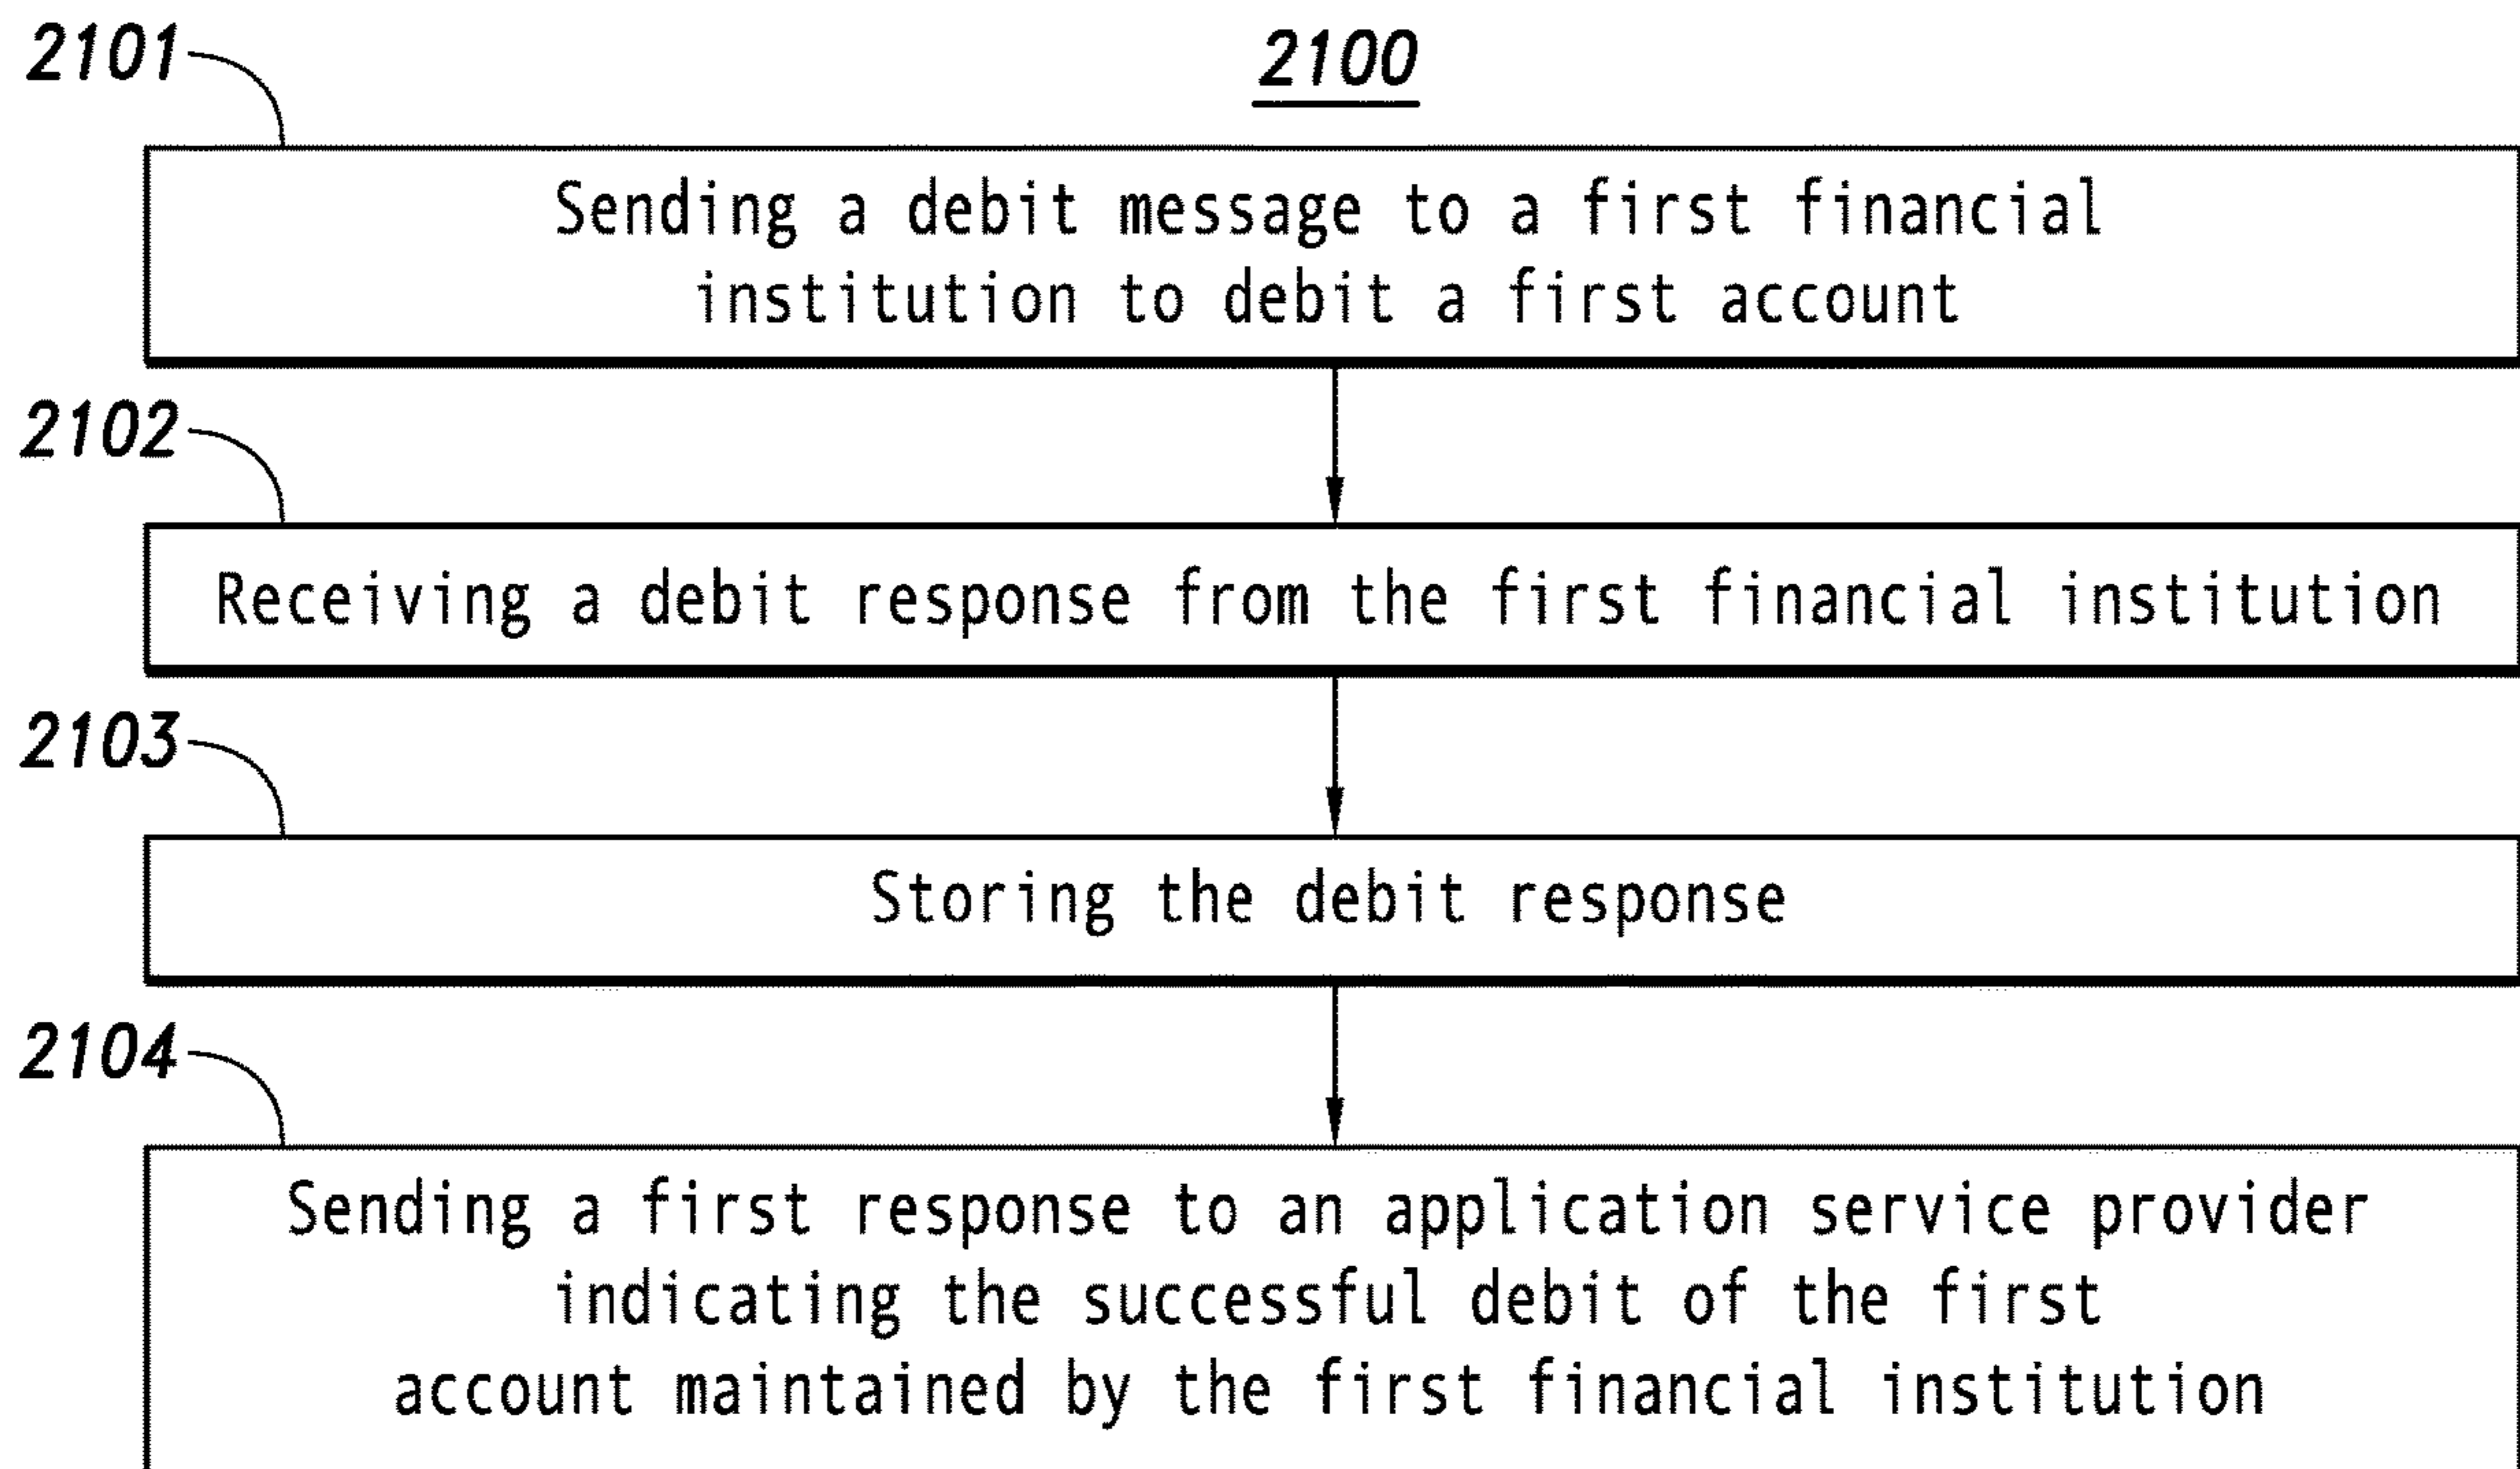 2101
2100
Sending a debit message to a first financial
institution to debit a first account
2102
Receiving a debit response from the first financial institution
2103
Storing the debit response
2104
Sending a first response to an application service provider
indicating the successful debit of the first
account maintained by the first financial institution